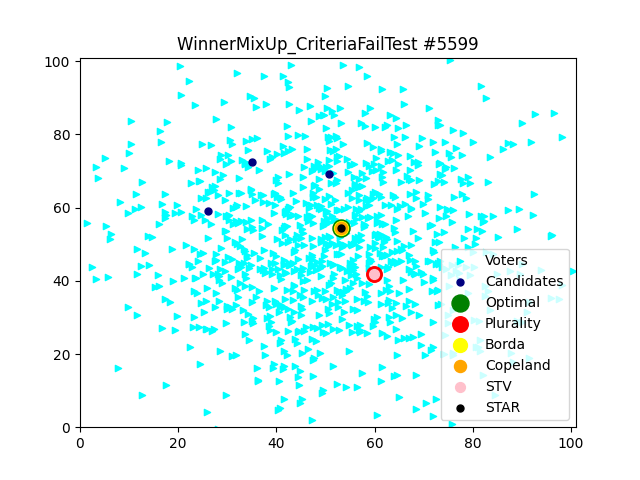 WinnerMixUp_CriteriaFailTest #5599
100
80
60
40
20
0
0 20 40 60 80 100
Voters
Candidates
Optimal
Plurality
Borda
Copeland
STV
STAR